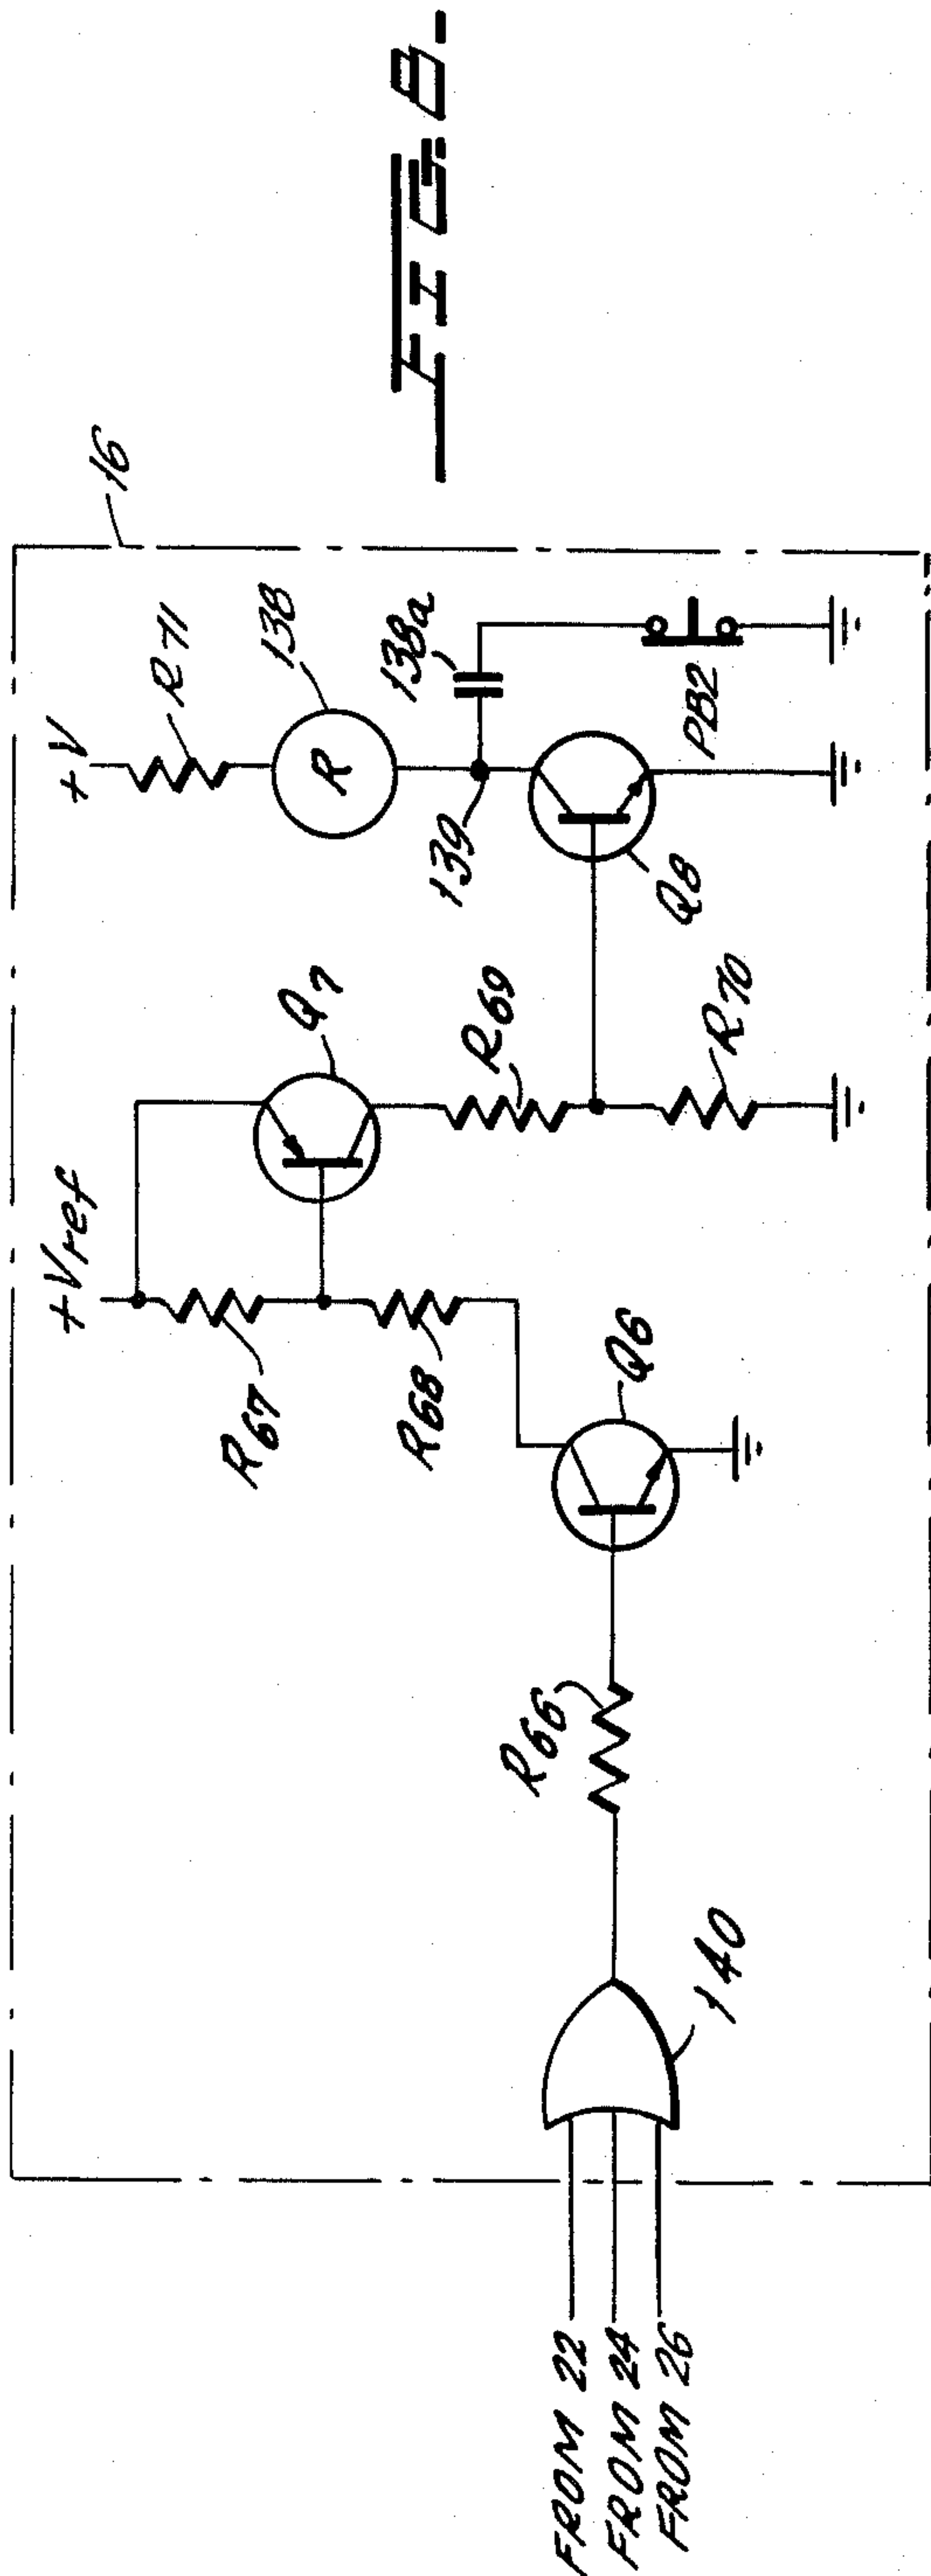 FIG. 8.
16
+V
R71
138
R
138a
139
PB2
Q8
+Vref
Q7
R67
R69
R68
R70
Q6
R66
140
FROM 22
FROM 24
FROM 26